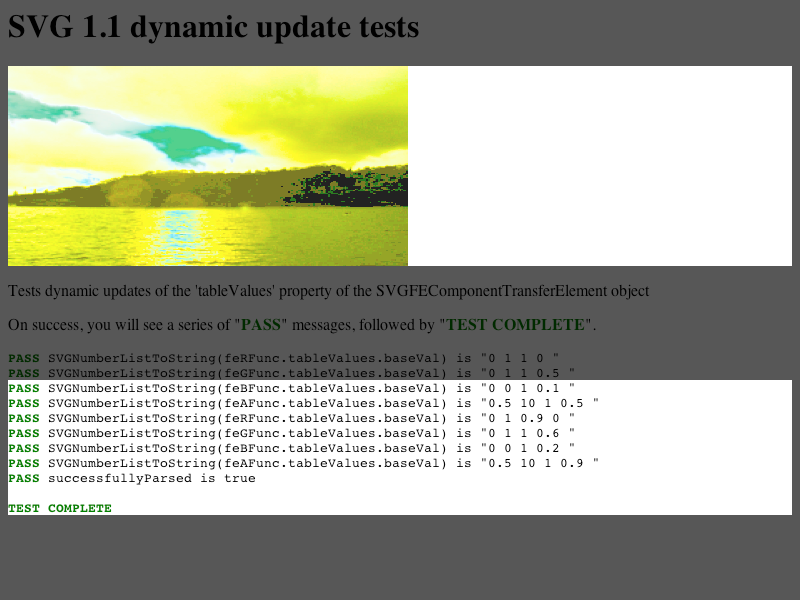 SVG 1.1 dynamic update tests
Tests dynamic updates of the 'tableValues' property of the SVGFEComponentTransferElement object
On success, you will see a series of "PASS" messages, followed by "TEST COMPLETE".
PASS SVGNumberListToString(feRFunc.tableValues.baseVal) is "0 1 1 0 "
PASS SVGNumberListToString(feGFunc.tableValues.baseVal) is "0 1 1 0.5 "
PASS SVGNumberListToString(feBFunc.tableValues.baseVal) is "0 0 1 0.1 "
PASS SVGNumberListToString(feAFunc.tableValues.baseVal) is "0.5 10 1 0.5 "
PASS SVGNumberListToString(feRFunc.tableValues.baseVal) is "0 1 0.9 0 "
PASS SVGNumberListToString(feGFunc.tableValues.baseVal) is "0 1 1 0.6 "
PASS SVGNumberListToString(feBFunc.tableValues.baseVal) is "0 0 1 0.2 "
PASS SVGNumberListToString(feAFunc.tableValues.baseVal) is "0.5 10 1 0.9 "
PASS successfullyParsed is true
TEST COMPLETE